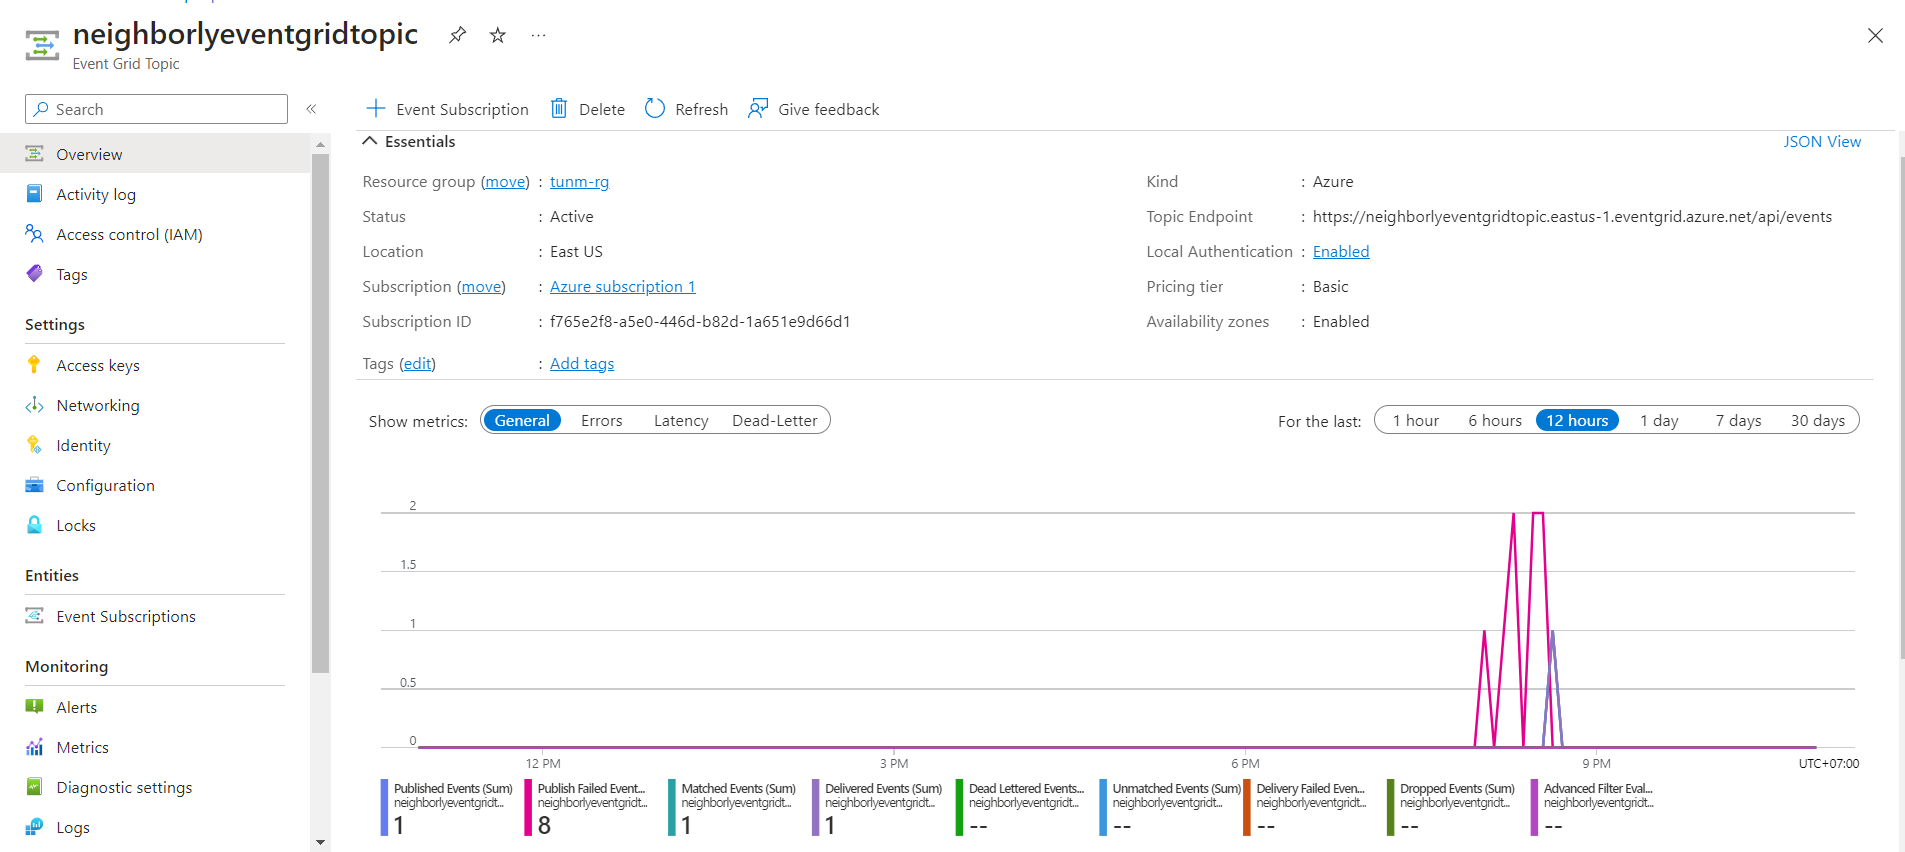 neighborlyeventgridtopic
Event Grid Topic
Search
Overview
Activity log
Access control (IAM)
Tags
Settings
Access keys
Networking
Identity
Configuration
Locks
Entities
Event Subscriptions
Monitoring
Alerts
Metrics
Diagnostic settings
Logs
Event Subscription Delete Refresh Give feedback
Essentials JSON View
Resource group (move) : tunm-rg
Status : Active
Location : East US
Subscription (move) : Azure subscription 1
Subscription ID : f765e2f8-a5e0-446d-b82d-1a651e9d66d1
Tags (edit) : Add tags
Kind : Azure
Topic Endpoint : https://neighborlyeventgridtopic.eastus-1.eventgrid.azure.net/api/events
Local Authentication : Enabled
Pricing tier : Basic
Availability zones : Enabled
Show metrics: General Errors Latency Dead-Letter
For the last: 1 hour 6 hours 12 hours 1 day 7 days 30 days
2
1.5
1
0.5
0
12 PM 3 PM 6 PM 9 PM UTC+07:00
Published Events (Sum)
neighborlyeventgridt...
1
Publish Failed Event...
neighborlyeventgridt...
8
Matched Events (Sum)
neighborlyeventgridt...
1
Delivered Events (Sum)
neighborlyeventgridt...
1
Dead Lettered Events...
neighborlyeventgridt...
--
Unmatched Events (Sum)
neighborlyeventgridt...
--
Delivery Failed Even...
neighborlyeventgridt...
--
Dropped Events (Sum)
neighborlyeventgridt...
--
Advanced Filter Eval...
neighborlyeventgridt...
--